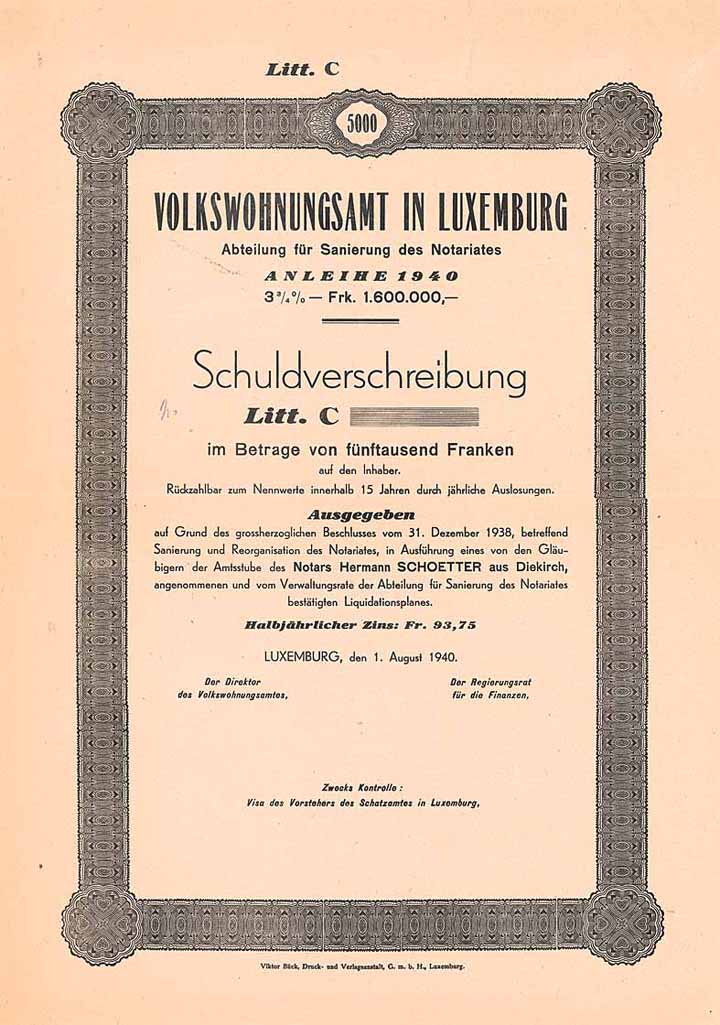 Litt. C
5000
VOLKSWOHNUNGSAMT IN LUXEMBURG
Abteilung für Sanierung des Notariates
ANLEIHE 1940
3 3/4 % — Frk. 1.600.000,—
Schuldverschreibung
Litt. C
im Betrage von fünftausend Franken
auf den Inhaber.
Rückzahlbar zum Nennwerte innerhalb 15 Jahren durch jährliche Auslosungen.
Ausgegeben
auf Grund des grossherzoglichen Beschlusses vom 31. Dezember 1938, betreffend
Sanierung und Reorganisation des Notariates, in Ausführung eines von den Gläu-
bigern der Amtsstube des Notars Hermann SCHOETTER aus Diekirch,
angenommenen und vom Verwaltungsrate der Abteilung für Sanierung des Notariates
bestätigten Liquidationsplanes.
Halbjährlicher Zins: Fr. 93,75
LUXEMBURG, den 1. August 1940.
Der Direktor
des Volkswohnungsamtes,
Der Regierungsrat
für die Finanzen,
Zwecks Kontrolle :
Visa des Vorstehers des Schatzamtes in Luxemburg,
Viktor Bück, Druck- und Verlagsanstalt, G. m. b. H., Luxemburg.